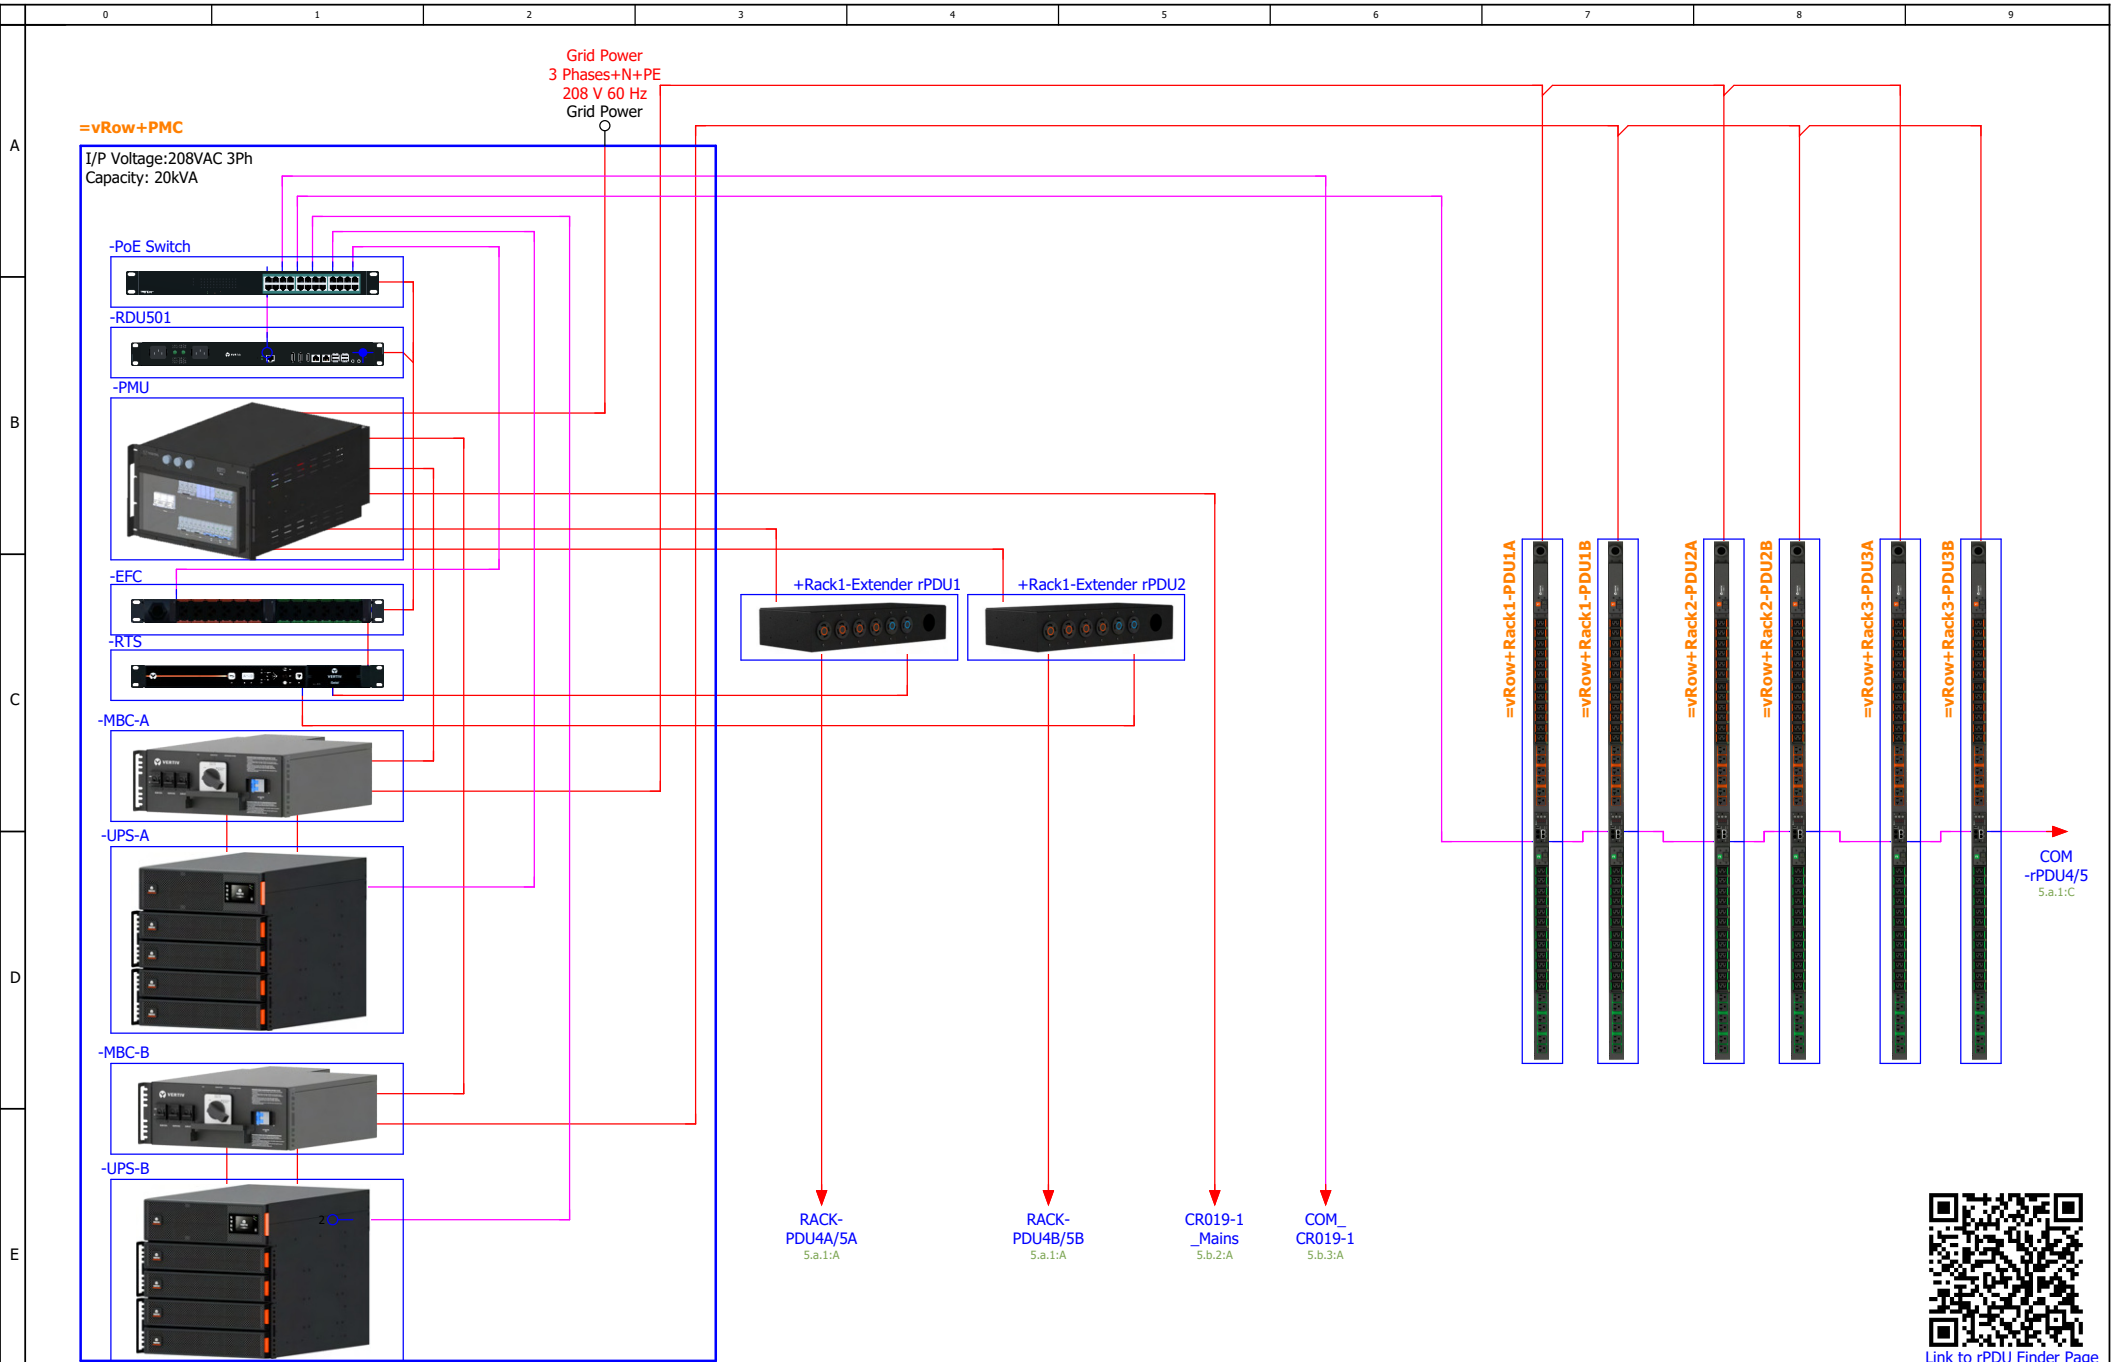 0 1 2 3 4 5 6 7 8 9
Grid Power
3 Phases+N+PE
208 V 60 Hz
Grid Power
=vRow+PMC
A
I/P Voltage:208VAC 3Ph
Capacity: 20kVA
-PoE Switch
-RDU501
-PMU
B
-EFC
+Rack1-Extender rPDU1
+Rack1-Extender rPDU2
=vRow+Rack1-PDU1A
=vRow+Rack1-PDU1B
=vRow+Rack2-PDU2A
=vRow+Rack2-PDU2B
=vRow+Rack3-PDU3A
=vRow+Rack3-PDU3B
-RTS
VERTIV
C
-MBC-A
VERTIV
-UPS-A
COM
-rPDU4/5
5.a.1:C
D
-MBC-B
VERTIV
-UPS-B
2
E
RACK-
PDU4A/5A
5.a.1:A
RACK-
PDU4B/5B
5.a.1:A
CR019-1
_Mains
5.b.2:A
COM_
CR019-1
5.b.3:A
Link to rPDU Finder Page